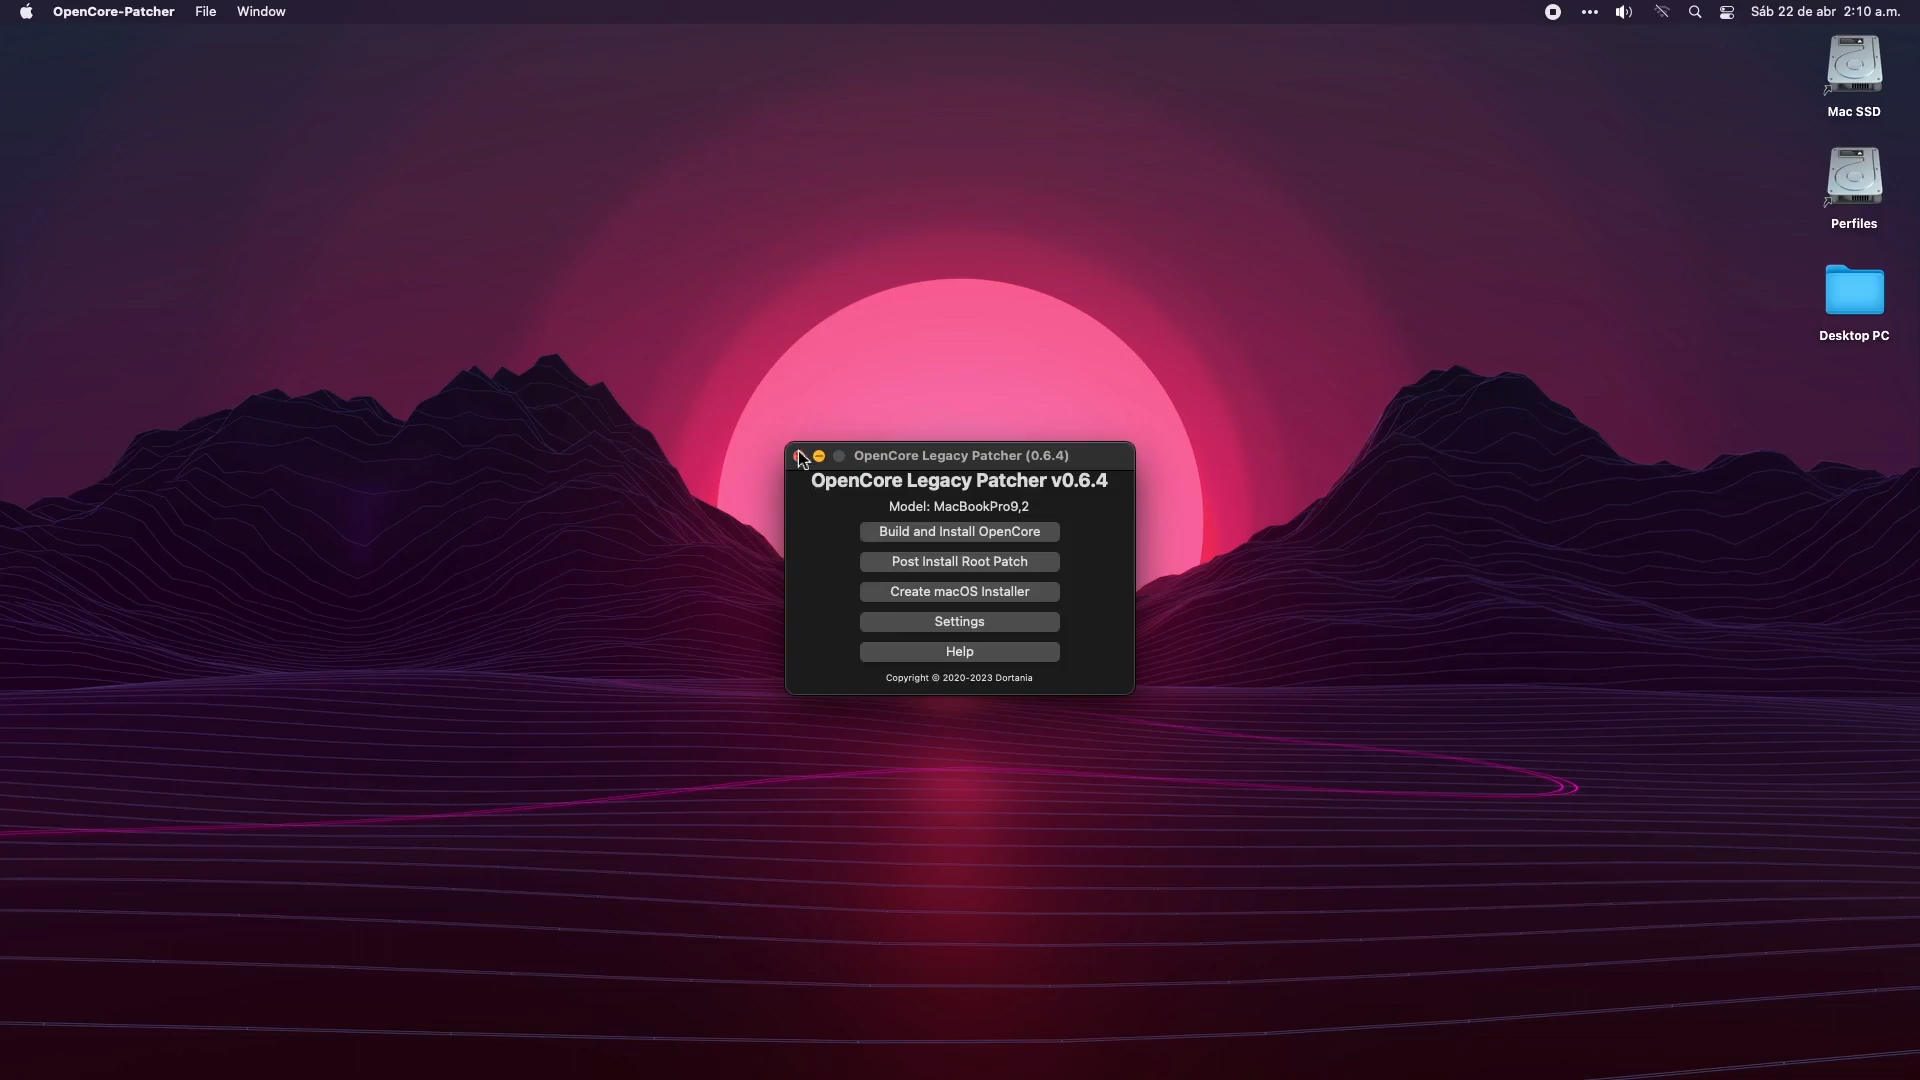 OpenCore-Patcher File Window
Sáb 22 de abr 2:10 a.m.
Mac SSD
Perfiles
Desktop PC
OpenCore Legacy Patcher (0.6.4)
OpenCore Legacy Patcher v0.6.4
Model: MacBookPro9,2
Build and Install OpenCore
Post Install Root Patch
Create macOS Installer
Settings
Help
Copyright © 2020-2023 Dortania